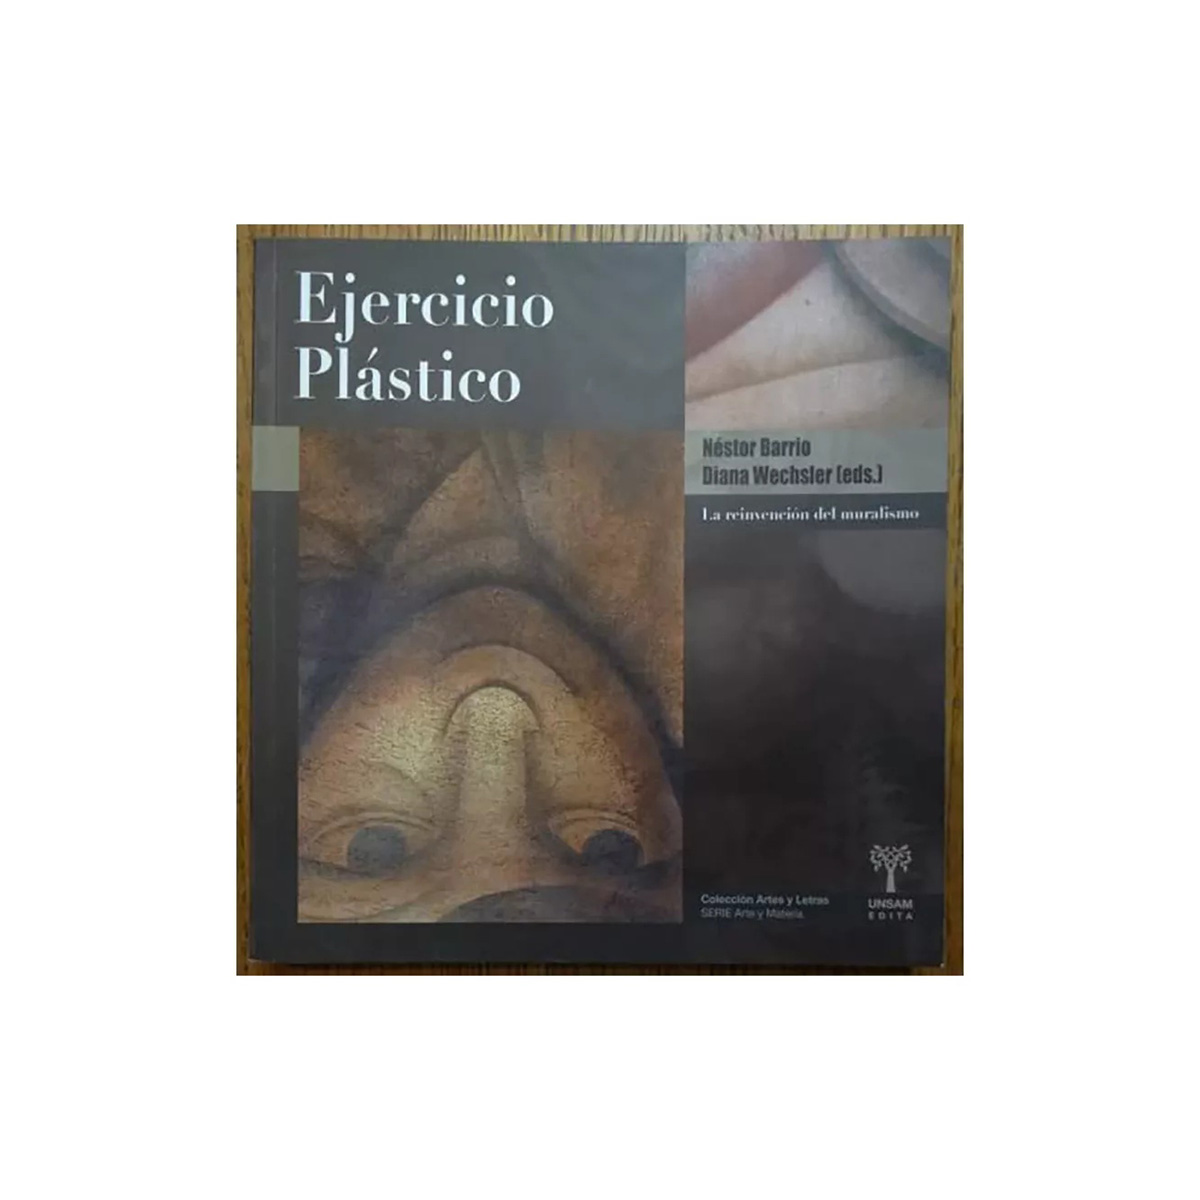 Ejercicio
Plástico
Néstor Barrio
Diana Wechsler (eds.)
La reinvención del muralismo
Colección Artes y Letras
SERIE Arte y Materia
UNSAM
EDITA